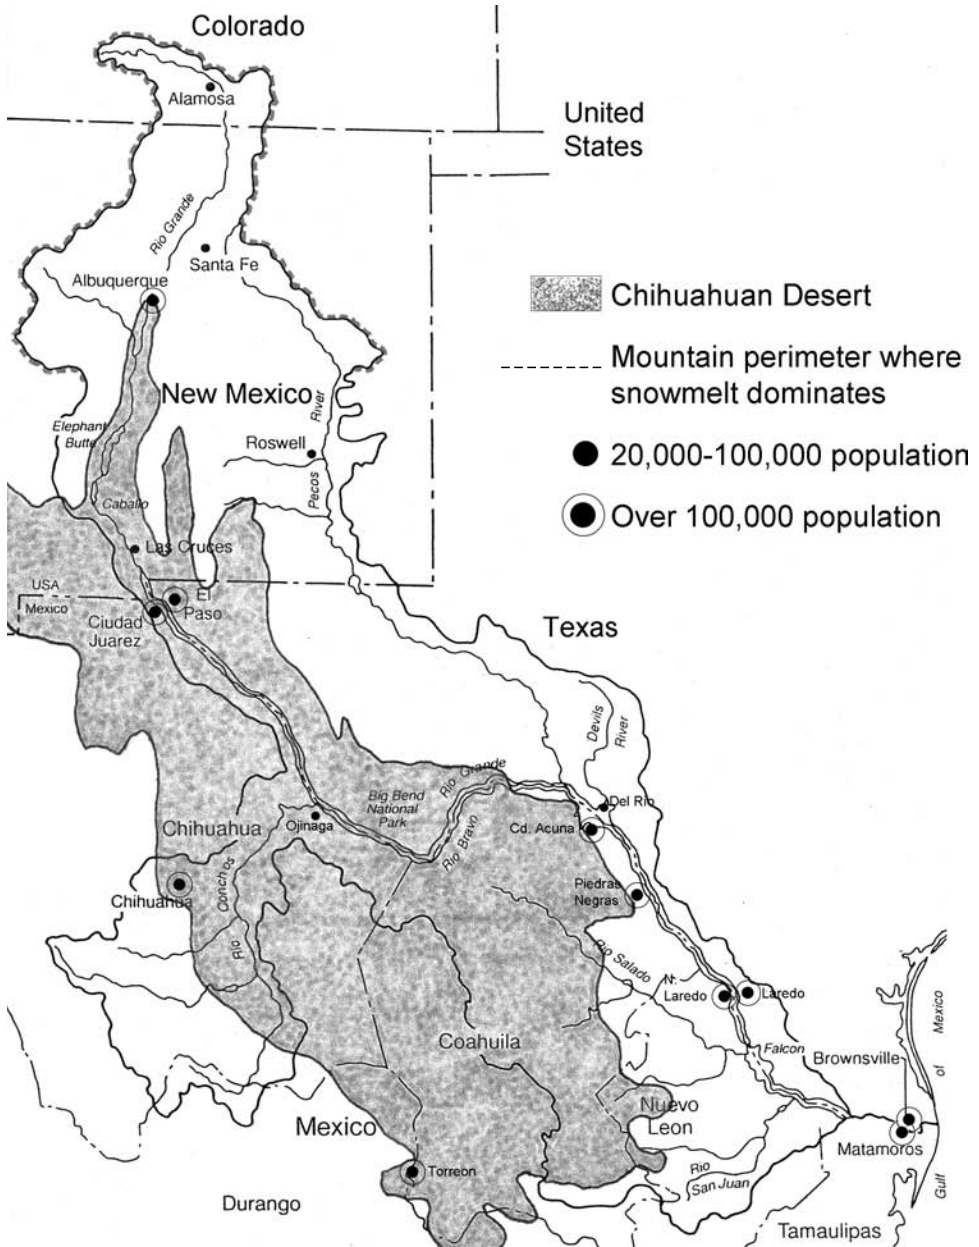 Colorado
Alamosa
United
States
Rio Grande
Santa Fe
Albuquerque
Chihuahuan Desert
Mountain perimeter where
snowmelt dominates
New Mexico
River
Elephant
Butte
Roswell
20,000-100,000 population
Pecos
Caballo
Over 100,000 population
Las Cruces
USA
Mexico
El
Paso
Ciudad
Juarez
Texas
Devils
River
Rio Grande
Big Bend
National
Park
Del Rio
Chihuahua
Ojinaga
Cd. Acuna
Rio Bravo
Conchos
Chihuahua
Piedras
Negras
Rio
Rio Salado
N.
Laredo
Laredo
Mexico
Coahuila
Falcon
of
Brownsville
Nuevo
Leon
Mexico
Matamoros
Torreon
Rio
San Juan
Gulf
Durango
Tamaulipas